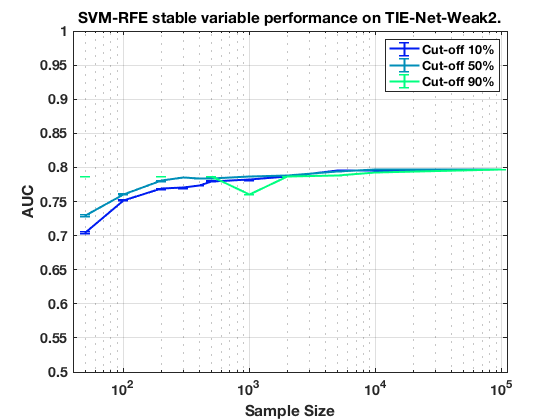 SVM-RFE stable variable performance on TIE-Net-Weak2.
Cut-off 10%
Cut-off 50%
Cut-off 90%
1
0.95
0.9
0.85
0.8
0.75
0.7
0.65
0.6
0.55
0.5
AUC
10²
10³
10⁴
10⁵
Sample Size